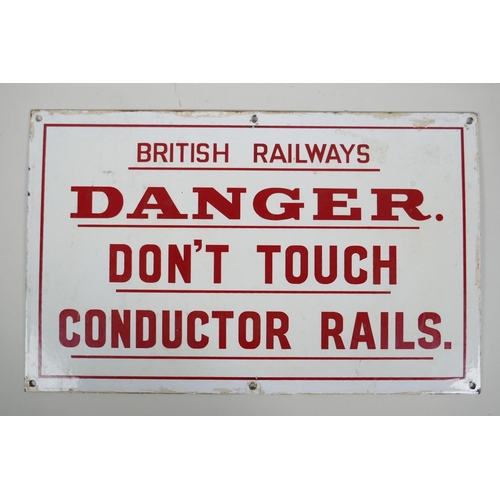 BRITISH RAILWAYS
DANGER.
DON'T TOUCH
CONDUCTOR RAILS.